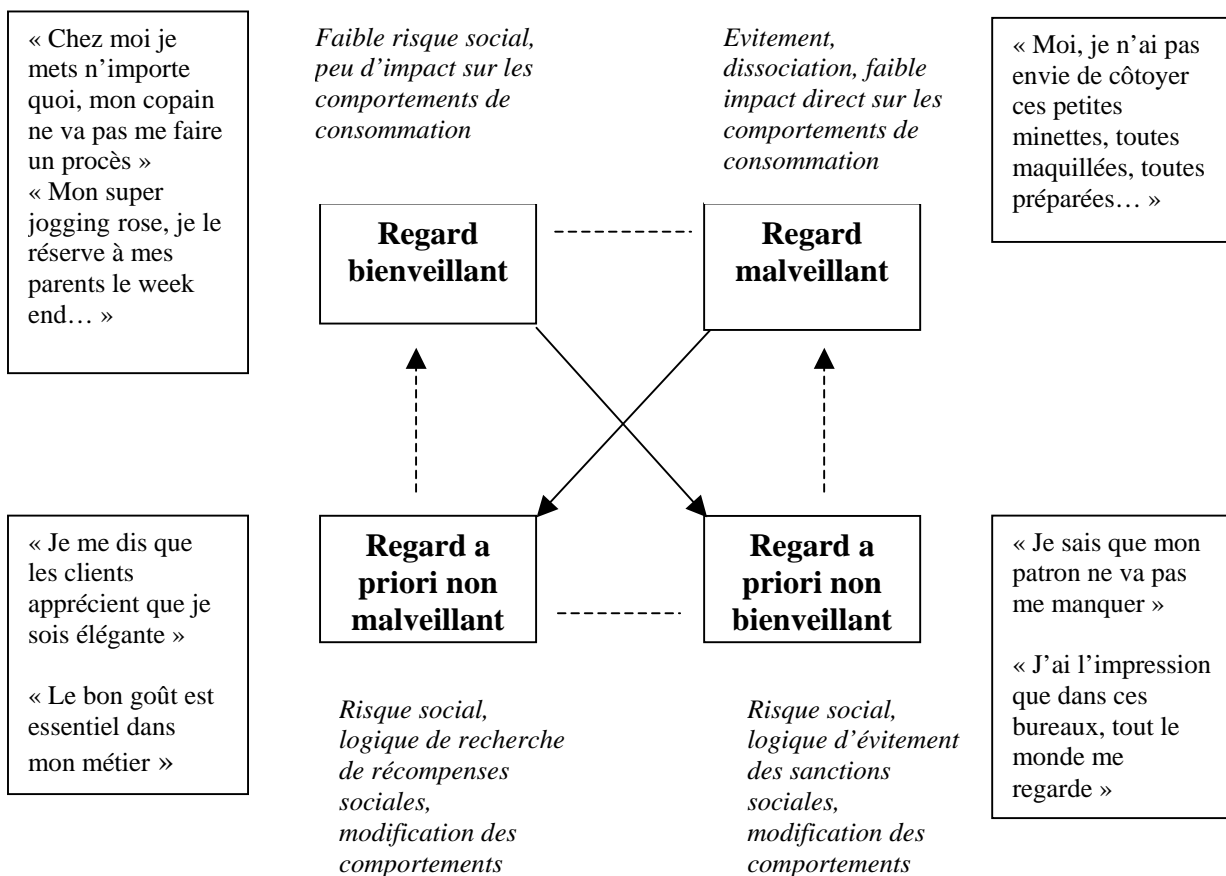 « Chez moi je
mets n’importe
quoi, mon copain
ne va pas me faire
un procès »
« Mon super
jogging rose, je le
réserve à mes
parents le week
end… »
Faible risque social,
peu d’impact sur les
comportements de
consommation
Evitement,
dissociation, faible
impact direct sur les
comportements de
consommation
« Moi, je n’ai pas
envie de côtoyer
ces petites
minettes, toutes
maquillées, toutes
préparées… »
Regard
bienveillant
Regard
malveillant
« Je me dis que
les clients
apprécient que je
sois élégante »
« Le bon goût est
essentiel dans
mon métier »
Regard a
priori non
malveillant
Regard a
priori non
bienveillant
« Je sais que mon
patron ne va pas
me manquer »
« J’ai l’impression
que dans ces
bureaux, tout le
monde me
regarde »
Risque social,
logique de recherche
de récompenses
sociales,
modification des
comportements
Risque social,
logique d’évitement
des sanctions
sociales,
modification des
comportements